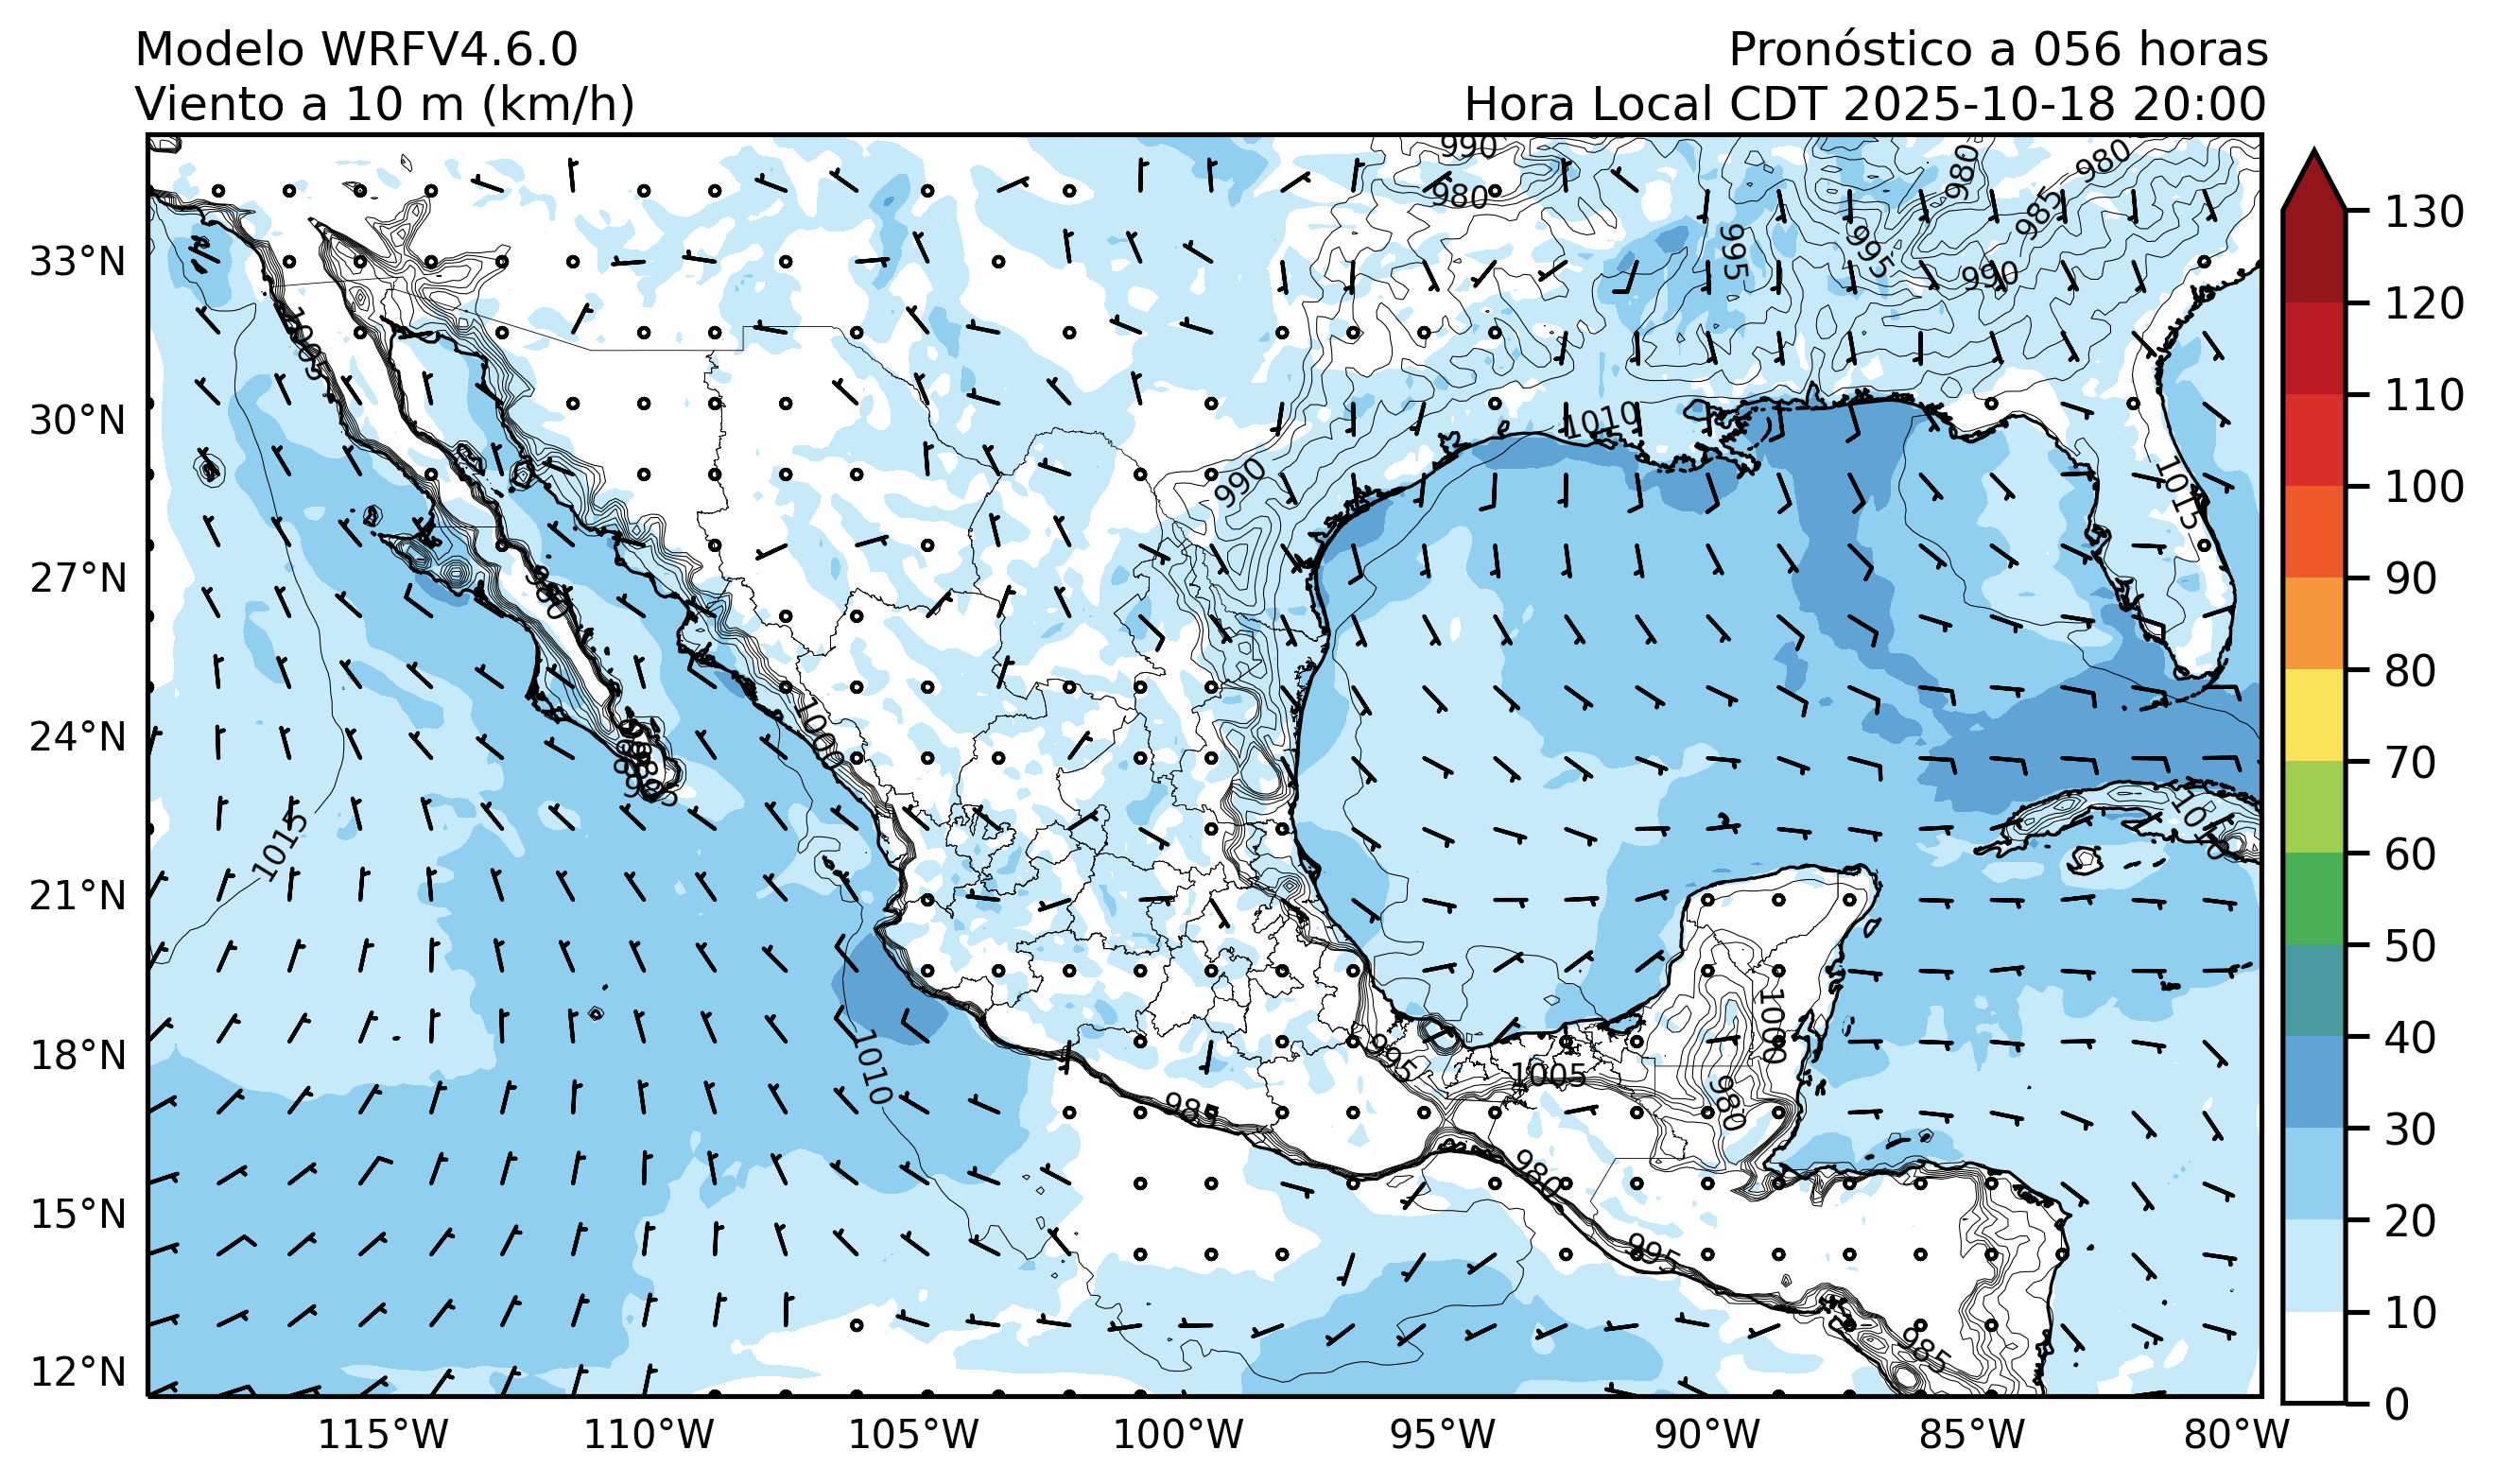 Modelo WRFV4.6.0
Pronóstico a 056 horas
Viento a 10 m (km/h)
Hora Local CDT 2025-10-18 20:00
990
980
980
980
985
995
995
990
33°N
1005
1010
30°N
990
1015
27°N
980
1000
24°N
985
1015
1010
21°N
1000
1010
995
18°N
1005
985
980
980
15°N
995
985
12°N
115°W
110°W
105°W
100°W
95°W
90°W
85°W
80°W
130
120
110
100
90
80
70
60
50
40
30
20
10
0